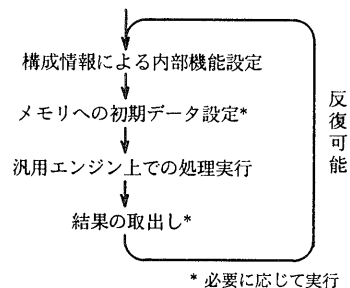 構成情報による内部機能設定
メモリへの初期データ設定*
汎用エンジン上での処理実行
結果の取出し*
反復可能
* 必要に応じて実行